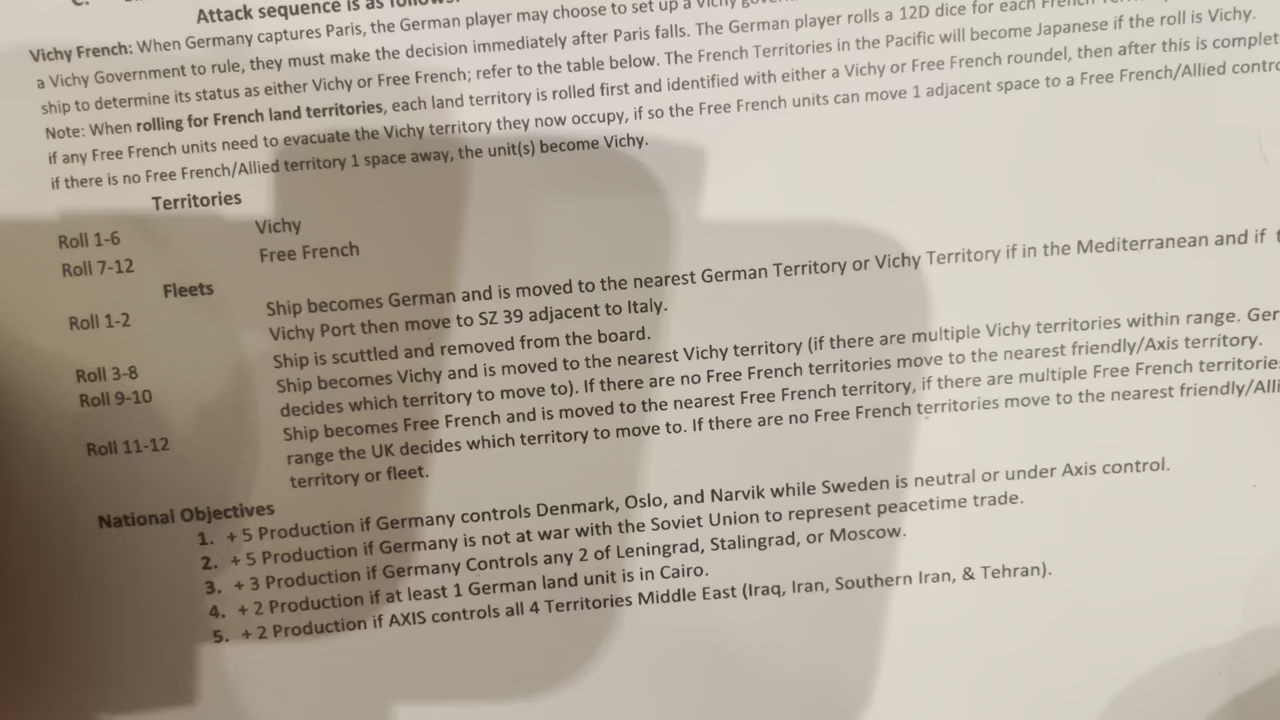 C.
Attack sequence is as follows:
Vichy French: When Germany captures Paris, the German player may choose to set up a Vichy
a Vichy Government to rule, they must make the decision immediately after Paris falls. The German player rolls a 12D dice for each French
ship to determine its status as either Vichy or Free French; refer to the table below. The French Territories in the Pacific will become Japanese if the roll is Vichy.
Note: When rolling for French land territories, each land territory is rolled first and identified with either a Vichy or Free French roundel, then after this is
if any Free French units need to evacuate the Vichy territory they now occupy, if so the Free French units can move 1 adjacent space to a Free French/Allied
if there is no Free French/Allied territory 1 space away, the unit(s) become Vichy.
Territories
Roll 1-6 Vichy
Roll 7-12 Free French
Fleets
Roll 1-2 Ship becomes German and is moved to the nearest German Territory or Vichy Territory if in the Mediterranean and if
Vichy Port then move to SZ 39 adjacent to Italy.
Roll 3-8 Ship is scuttled and removed from the board.
Roll 9-10 Ship becomes Vichy and is moved to the nearest Vichy territory (if there are multiple Vichy territories within range.
decides which territory to move to). If there are no Free French territories move to the nearest friendly/Axis territory.
Roll 11-12 Ship becomes Free French and is moved to the nearest Free French territory, if there are multiple Free French
range the UK decides which territory to move to. If there are no Free French territories move to the nearest
territory or fleet.
National Objectives
1. + 5 Production if Germany controls Denmark, Oslo, and Narvik while Sweden is neutral or under Axis control.
2. + 5 Production if Germany is not at war with the Soviet Union to represent peacetime trade.
3. + 3 Production if Germany Controls any 2 of Leningrad, Stalingrad, or Moscow.
4. + 2 Production if at least 1 German land unit is in Cairo.
5. + 2 Production if AXIS controls all 4 Territories Middle East (Iraq, Iran, Southern Iran, & Tehran).